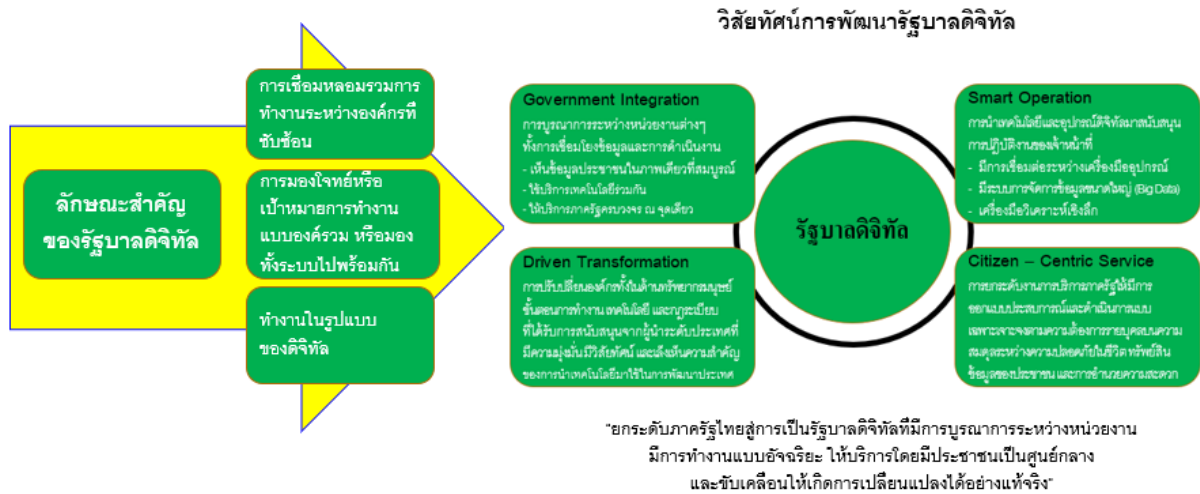 วิสัยทัศน์การพัฒนารัฐบาลดิจิทัล
ลักษณะสำคัญ
ของรัฐบาลดิจิทัล
การเชื่อมหลอมรวมการ
ทำงานระหว่างองค์กรที่
ซับซ้อน
การมองโจทย์หรือ
เป้าหมายการทำงาน
แบบองค์รวม หรือมอง
ทั้งระบบไปพร้อมกัน
ทำงานในรูปแบบ
ของดิจิทัล
Government Integration
การบูรณาการระหว่างหน่วยงานต่างๆ
ทั้งการเชื่อมโยงข้อมูลและการดำเนินงาน
- เห็นข้อมูลประชาชนในภาพเดียวที่สมบูรณ์
- ใช้บริการเทคโนโลยีร่วมกัน
- ให้บริการภาครัฐครบวงจร ณ จุดเดียว
Smart Operation
การนำเทคโนโลยีและอุปกรณ์ดิจิทัลมาสนับสนุน
การปฏิบัติงานของเจ้าหน้าที่
- มีการเชื่อมต่อระหว่างเครื่องมืออุปกรณ์
- มีระบบการจัดการข้อมูลขนาดใหญ่ (Big Data)
- เครื่องมือวิเคราะห์เชิงลึก
รัฐบาลดิจิทัล
Driven Transformation
การปรับเปลี่ยนองค์กรทั้งในด้านทรัพยากรมนุษย์
ขั้นตอนการทำงาน เทคโนโลยี และกฎระเบียบ
ที่ได้รับการสนับสนุนจากผู้นำระดับประเทศที่
มีความมุ่งมั่น มีวิสัยทัศน์ และเล็งเห็นความสำคัญ
ของการนำเทคโนโลยีมาใช้ในการพัฒนาประเทศ
Citizen – Centric Service
การยกระดับงานการบริการภาครัฐให้มีการ
ออกแบบประสบการณ์และดำเนินการแบบ
เฉพาะเจาะจงตามความต้องการรายบุคลบนความ
สมดุลระหว่างความปลอดภัยในชีวิต ทรัพย์สิน
ข้อมูลของประชาชน และการอำนวยความสะดวก
"ยกระดับภาครัฐไทยสู่การเป็นรัฐบาลดิจิทัลที่มีการบูรณาการระหว่างหน่วยงาน
มีการทำงานแบบอัจฉริยะ ให้บริการโดยมีประชาชนเป็นศูนย์กลาง
และขับเคลื่อนให้เกิดการเปลี่ยนแปลงได้อย่างแท้จริง"